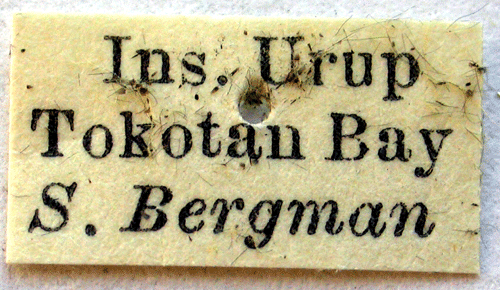 Ins. Urup
Tokotan Bay
S. Bergman